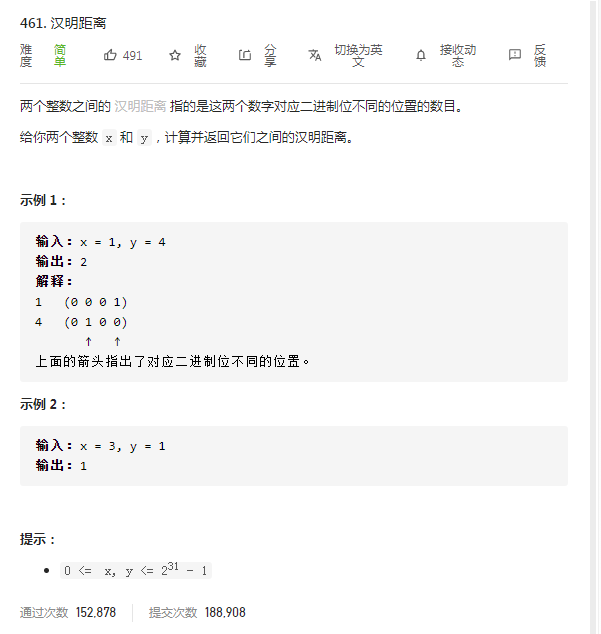 461. 汉明距离
难度 简单 491 收藏 分享 切换为英文 接收动态 反馈
两个整数之间的 汉明距离 指的是这两个数字对应二进制位不同的位置的数目。
给你两个整数 x 和 y，计算并返回它们之间的汉明距离。
示例 1：
输入：x = 1, y = 4
输出：2
解释：
1   (0 0 0 1)
4   (0 1 0 0)
       ↑   ↑
上面的箭头指出了对应二进制位不同的位置。
示例 2：
输入：x = 3, y = 1
输出：1
提示：
• 0 <= x, y <= 2^31 - 1
通过次数 152,878 提交次数 188,908